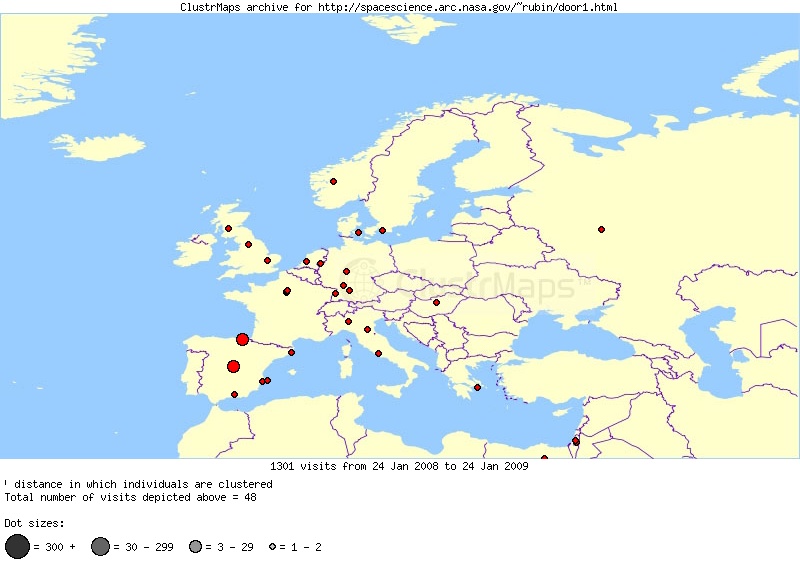 ClustrMaps archive for http://spacescience.arc.nasa.gov/~rubin/door1.html
ClustrMaps™
1301 visits from 24 Jan 2008 to 24 Jan 2009
distance in which individuals are clustered
Total number of visits depicted above = 48
Dot sizes:
= 300 + = 30 - 299 = 3 - 29 = 1 - 2